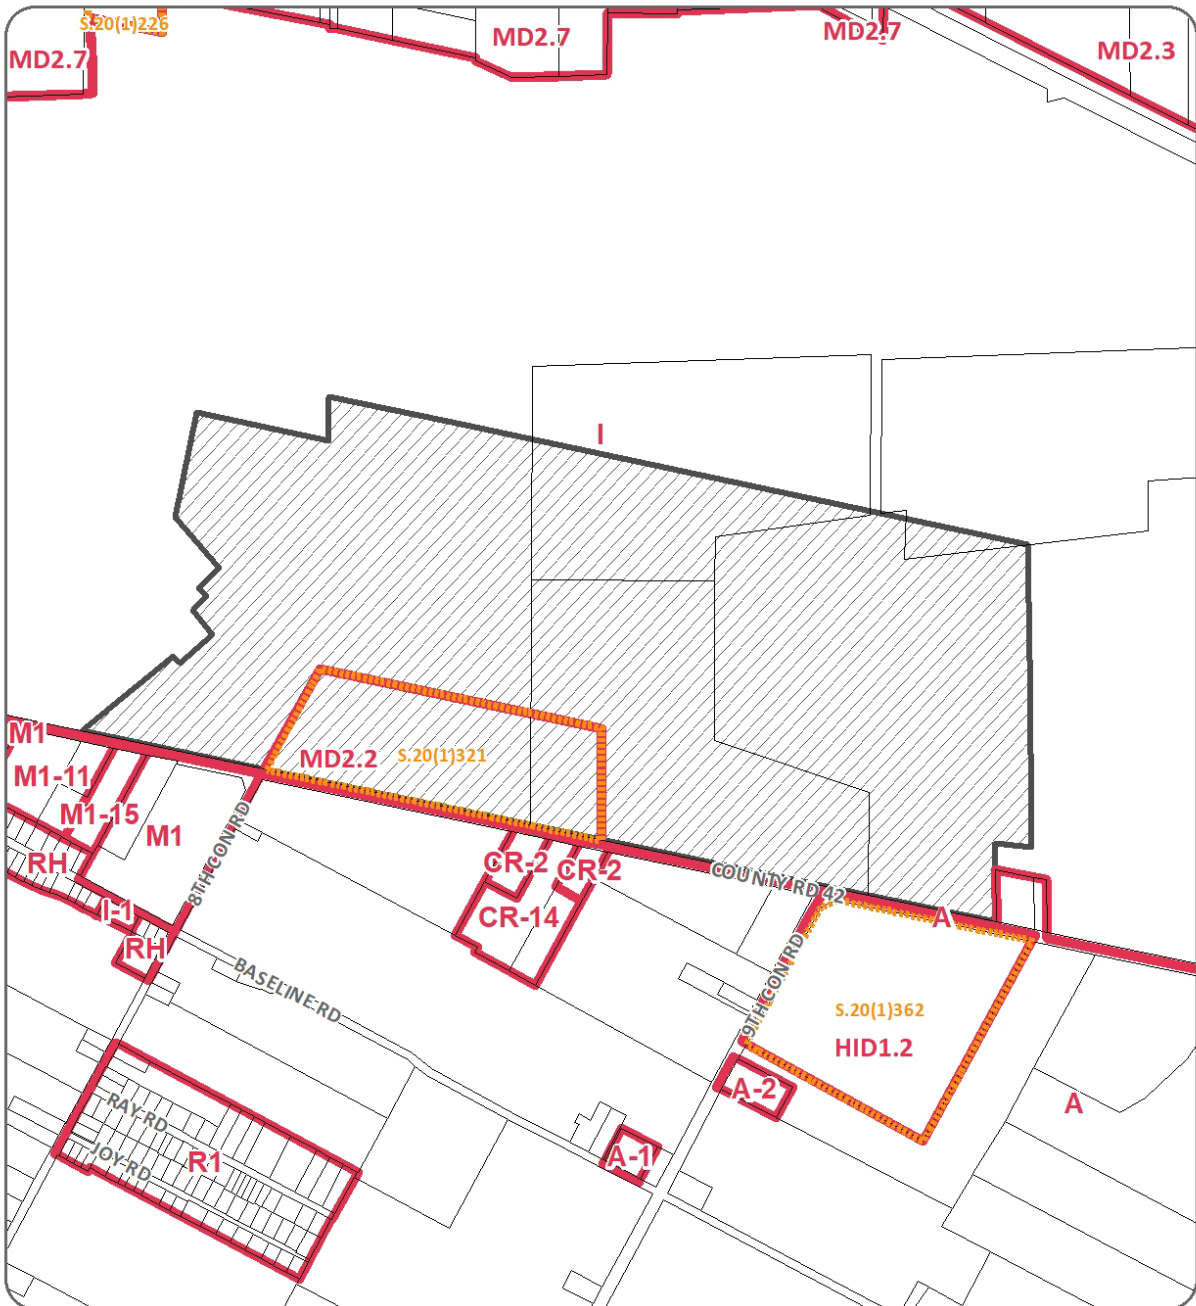 S.20(1)226
MD2.7
MD2.7
MD2.7
MD2.3
I
M1
M1-11
M1-15
M1
RH
I-1
RH
8TH CON RD
MD2.2
S.20(1)321
CR-2
CR-2
CR-14
COUNTY RD 42
A
9TH CON RD
S.20(1)362
HID1.2
BASELINE RD
A-2
A
A-1
RAY RD
JOY RD
R1